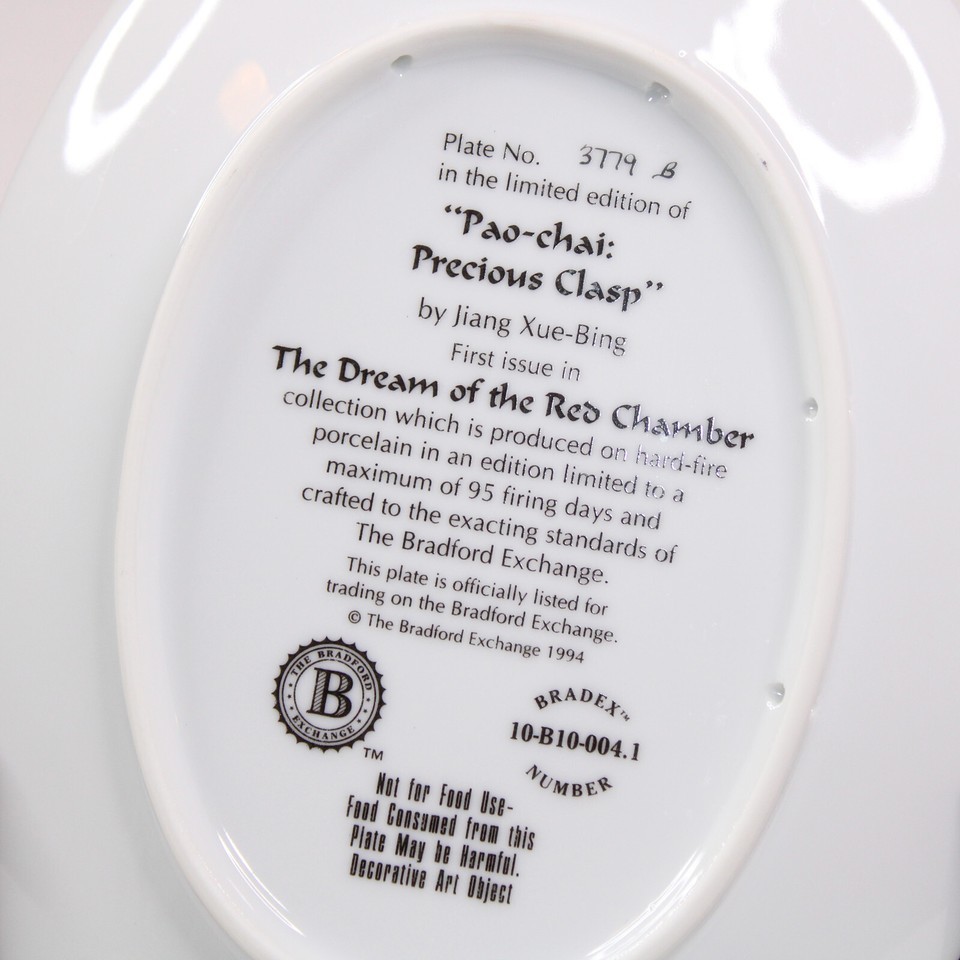 Plate No. 3779 B
in the limited edition of
“Pao-chai:
Precious Clasp”
by Jiang Xue-Bing
First issue in
The Dream of the Red Chamber
collection which is produced on hard-fire
porcelain in an edition limited to a
maximum of 95 firing days and
crafted to the exacting standards of
The Bradford Exchange.
This plate is officially listed for
trading on the Bradford Exchange.
© The Bradford Exchange 1994
THE BRADFORD
B
EXCHANGE
TM
BRADEX™
10-B10-004.1
NUMBER
Not for Food Use-
Food Consumed from this
Plate May be Harmful.
Decorative Art Object